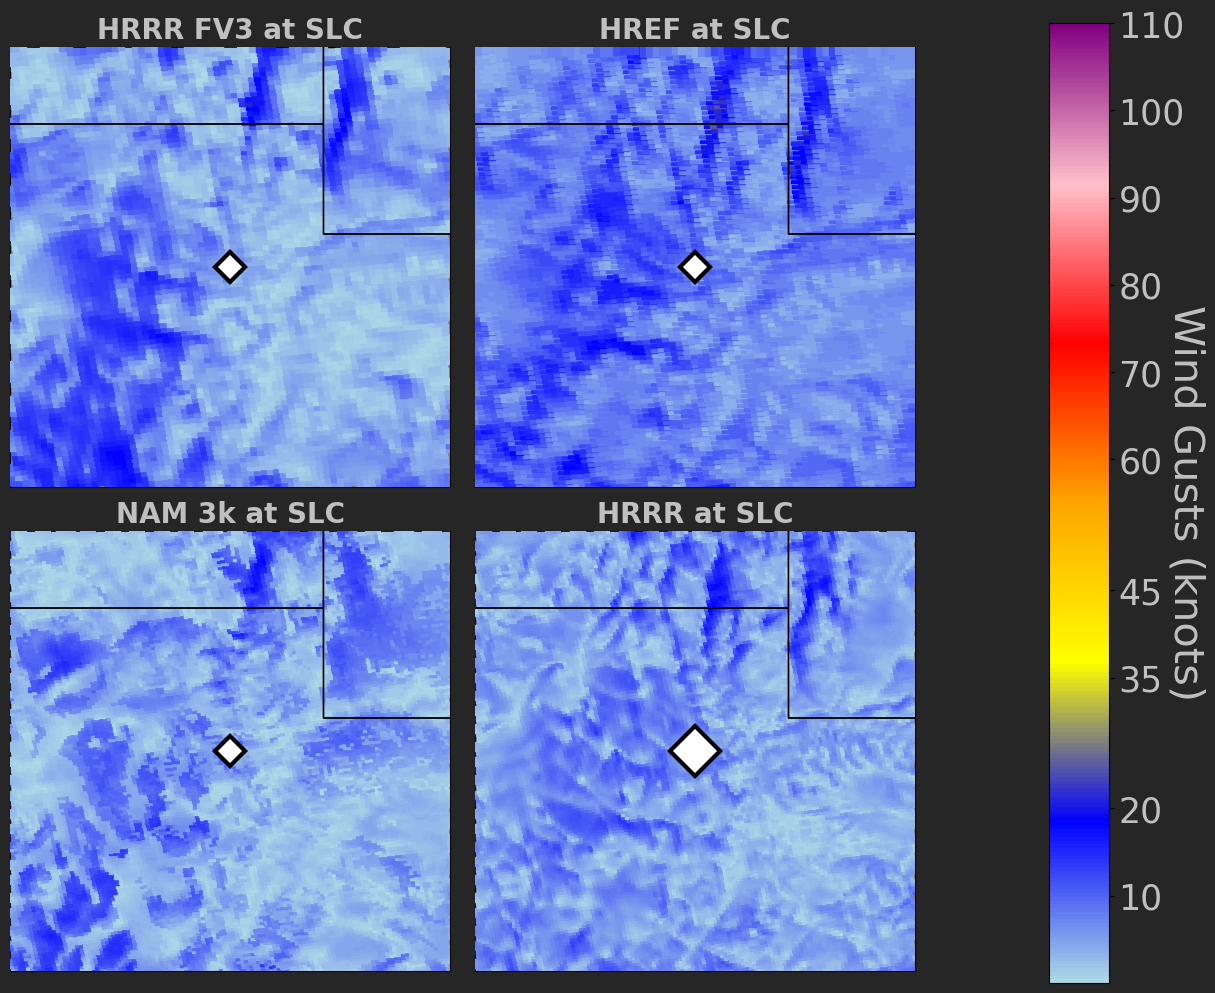 HRRR FV3 at SLC
HREF at SLC
NAM 3k at SLC
HRRR at SLC
110
100
90
80
70
60
45
35
20
10
Wind Gusts (knots)